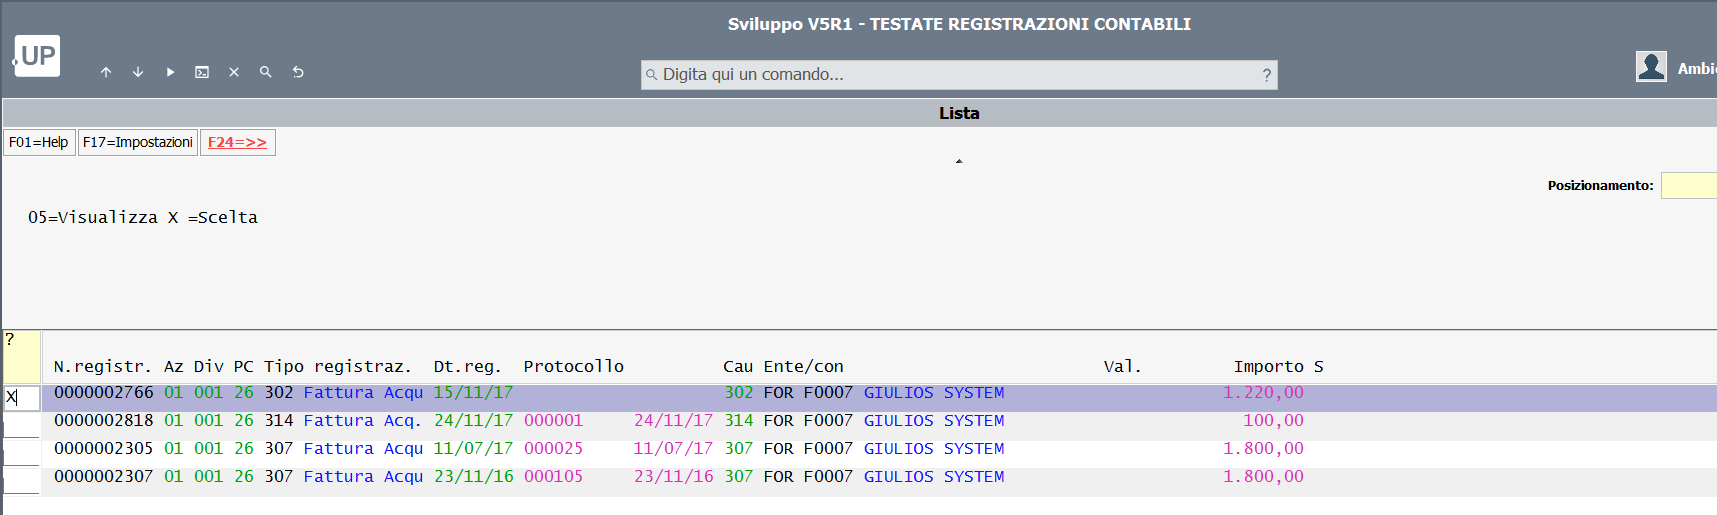 Sviluppo V5R1 - TESTATE REGISTRAZIONI CONTABILI
.UP
Digita qui un comando... ?
Lista
F01=Help F17=Impostazioni F24=>>
Posizionamento:
05=Visualizza X =Scelta
?
N.registr. Az Div PC Tipo registraz. Dt.reg. Protocollo Cau Ente/con Val. Importo S
X 0000002766 01 001 26 302 Fattura Acqu 15/11/17 302 FOR F0007 GIULIOS SYSTEM 1.220,00
0000002818 01 001 26 314 Fattura Acq. 24/11/17 000001 24/11/17 314 FOR F0007 GIULIOS SYSTEM 100,00
0000002305 01 001 26 307 Fattura Acqu 11/07/17 000025 11/07/17 307 FOR F0007 GIULIOS SYSTEM 1.800,00
0000002307 01 001 26 307 Fattura Acqu 23/11/16 000105 23/11/16 307 FOR F0007 GIULIOS SYSTEM 1.800,00